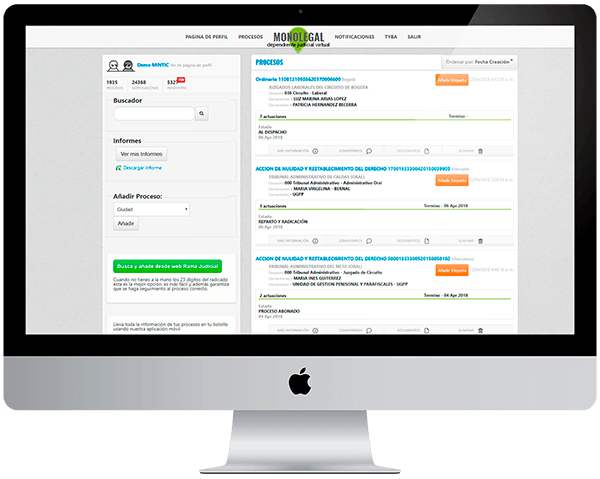 PAGINA DE PERFIL
PROCESOS
MONOLEGAL
dependiente judicial virtual
NOTIFICACIONES
TYBA
SALIR
Demo MINTIC Ver mi página de perfil
1935
PROCESOS
24388
NOTIFICACIONES
Buscador
Informes
Ver mis Informes
Descargar Informe
Añadir Proceso:
Ciudad
Añadir
Busca y añade desde web Rama Judicial
Cuando no tienes a la mano los 23 dígitos del radicado
esta es la mejor opción, es más fácil y además garantiza
que se haga seguimiento al proceso correcto.
Lleva toda la información de tus procesos en tu bolsillo
usando nuestra aplicación móvil
PROCESOS
Ordenar por: Fecha Creación
Ordinario Bogotá
Añadir Etiqueta
JUZGADOS LABORALES DEL CIRCUITO DE BOGOTA
036 Circuito - Laboral
LUZ MARINA ARIAS LOPEZ
PATRICIA HERNANDEZ BECERRA
7 actuaciones
Termino -
Estado
AL DESPACHO
06 Apr 2018
MÁS INFORMACIÓN
COMENTARIOS
DOCUMENTOS
ELIMINAR
ACCION DE NULIDAD Y RESTABLECIMIENTO DEL DERECHO Manizales
Añadir Etiqueta
TRIBUNAL ADMINISTRATIVO DE CALDAS (ORAL)
000 Tribunal Administrativo - Administrativo Oral
MARIA VIRGELINA - BERNAL
UGPP
3 actuaciones
Termino - 06 Apr 2018
Estado
REPARTO Y RADICACIÓN
06 Apr 2018
MÁS INFORMACIÓN
COMENTARIOS
DOCUMENTOS
ELIMINAR
ACCION DE NULIDAD Y RESTABLECIMIENTO DEL DERECHO Villavicencio
Añadir Etiqueta
TRIBUNAL ADMINISTRATIVO DEL META (ORAL)
000 Tribunal Administrativo - Juzgado de Circuito
MARIA INES GUITERREZ
UNIDAD DE GESTION PENSIONAL Y PARAFISCALES - UGPP
2 actuaciones
Termino - 04 Apr 2018
Estado
PROCESO ABONADO
04 Apr 2018
MÁS INFORMACIÓN
COMENTARIOS
DOCUMENTOS
ELIMINAR